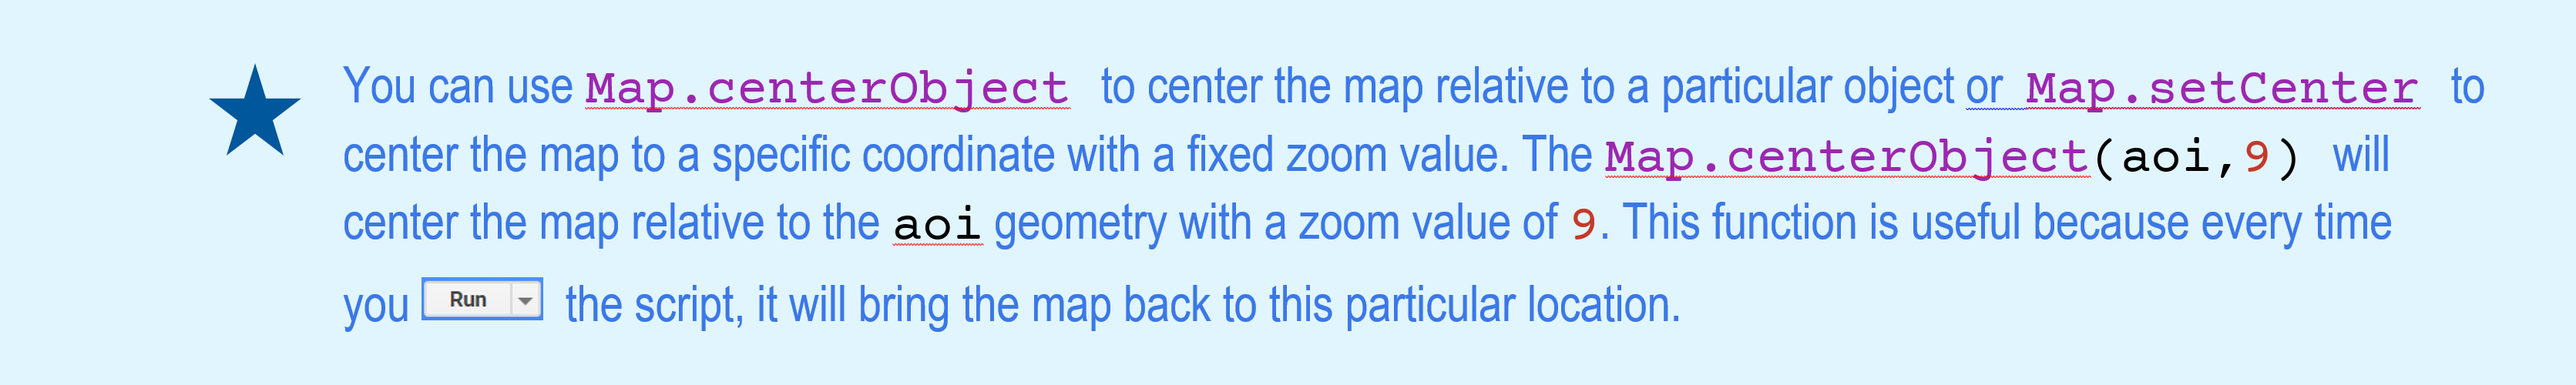 You can use Map.centerObject to center the map relative to a particular object or Map.setCenter to
center the map to a specific coordinate with a fixed zoom value. The Map.centerObject(aoi,9) will
center the map relative to the aoi geometry with a zoom value of 9. This function is useful because every time
you Run the script, it will bring the map back to this particular location.